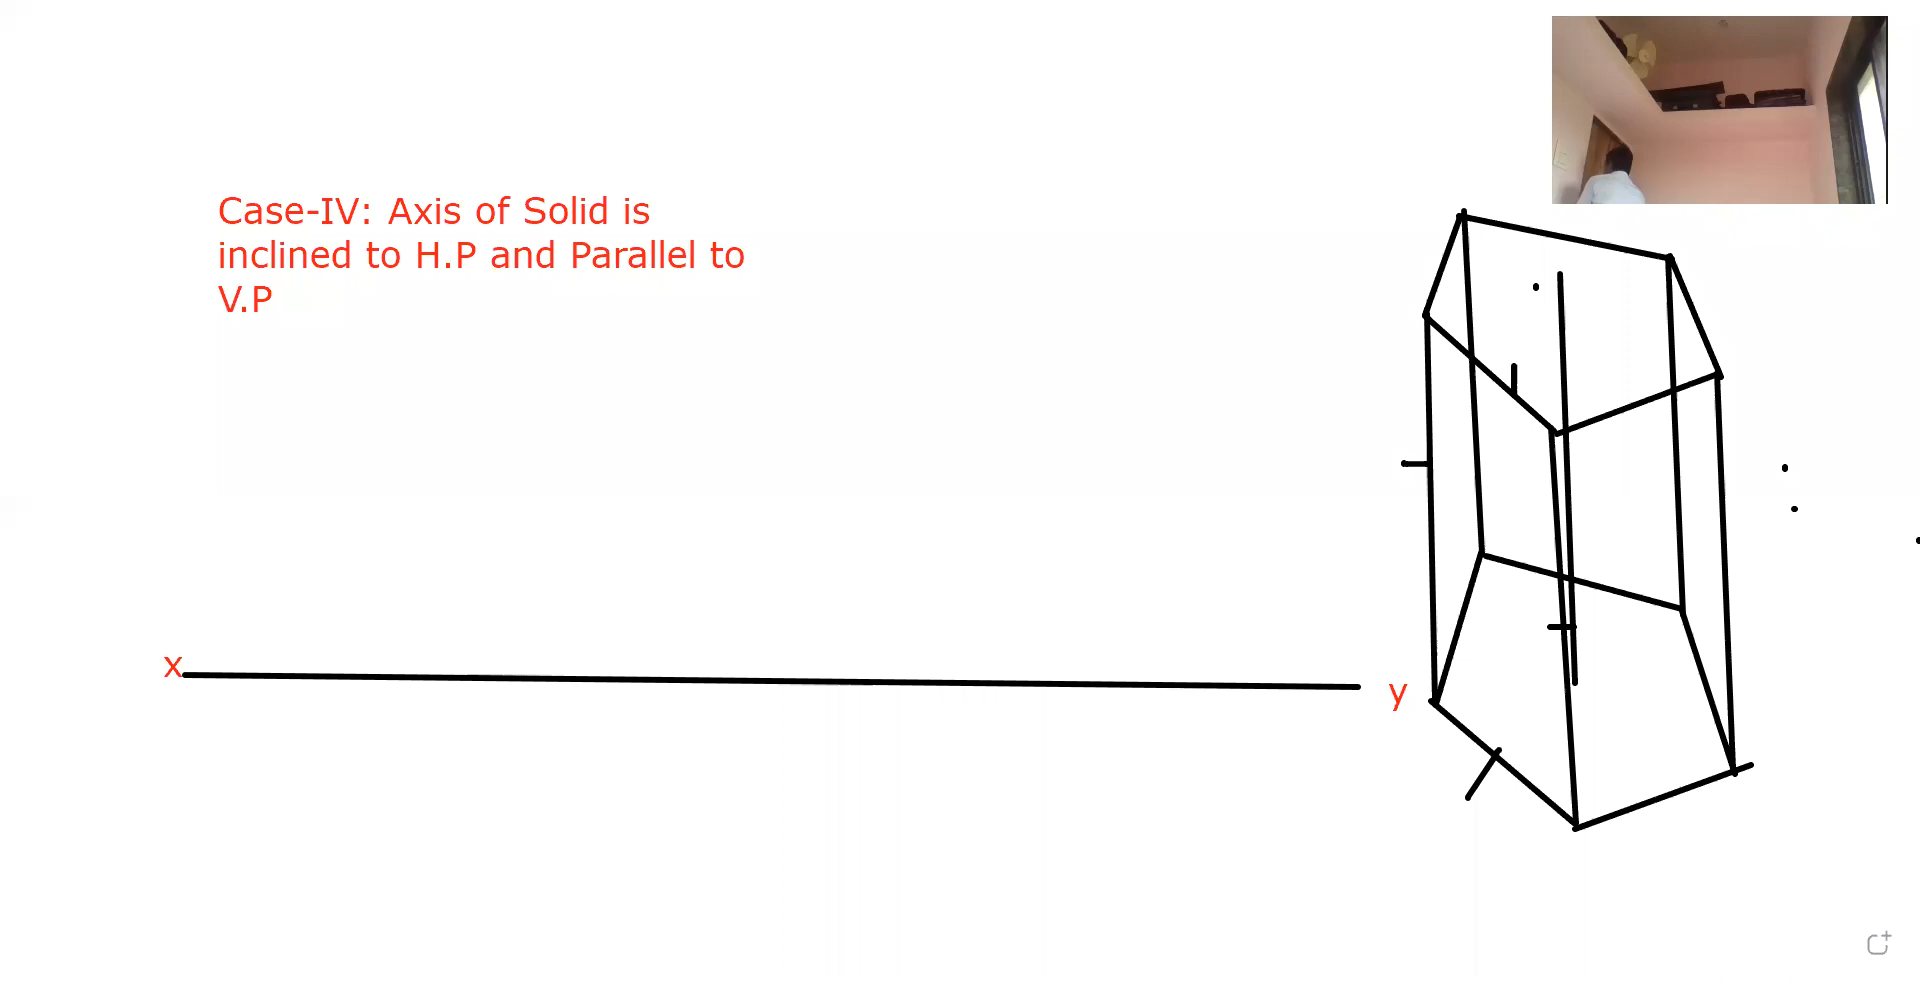 Case-IV: Axis of Solid is
inclined to H.P and Parallel to
V.P
x
y